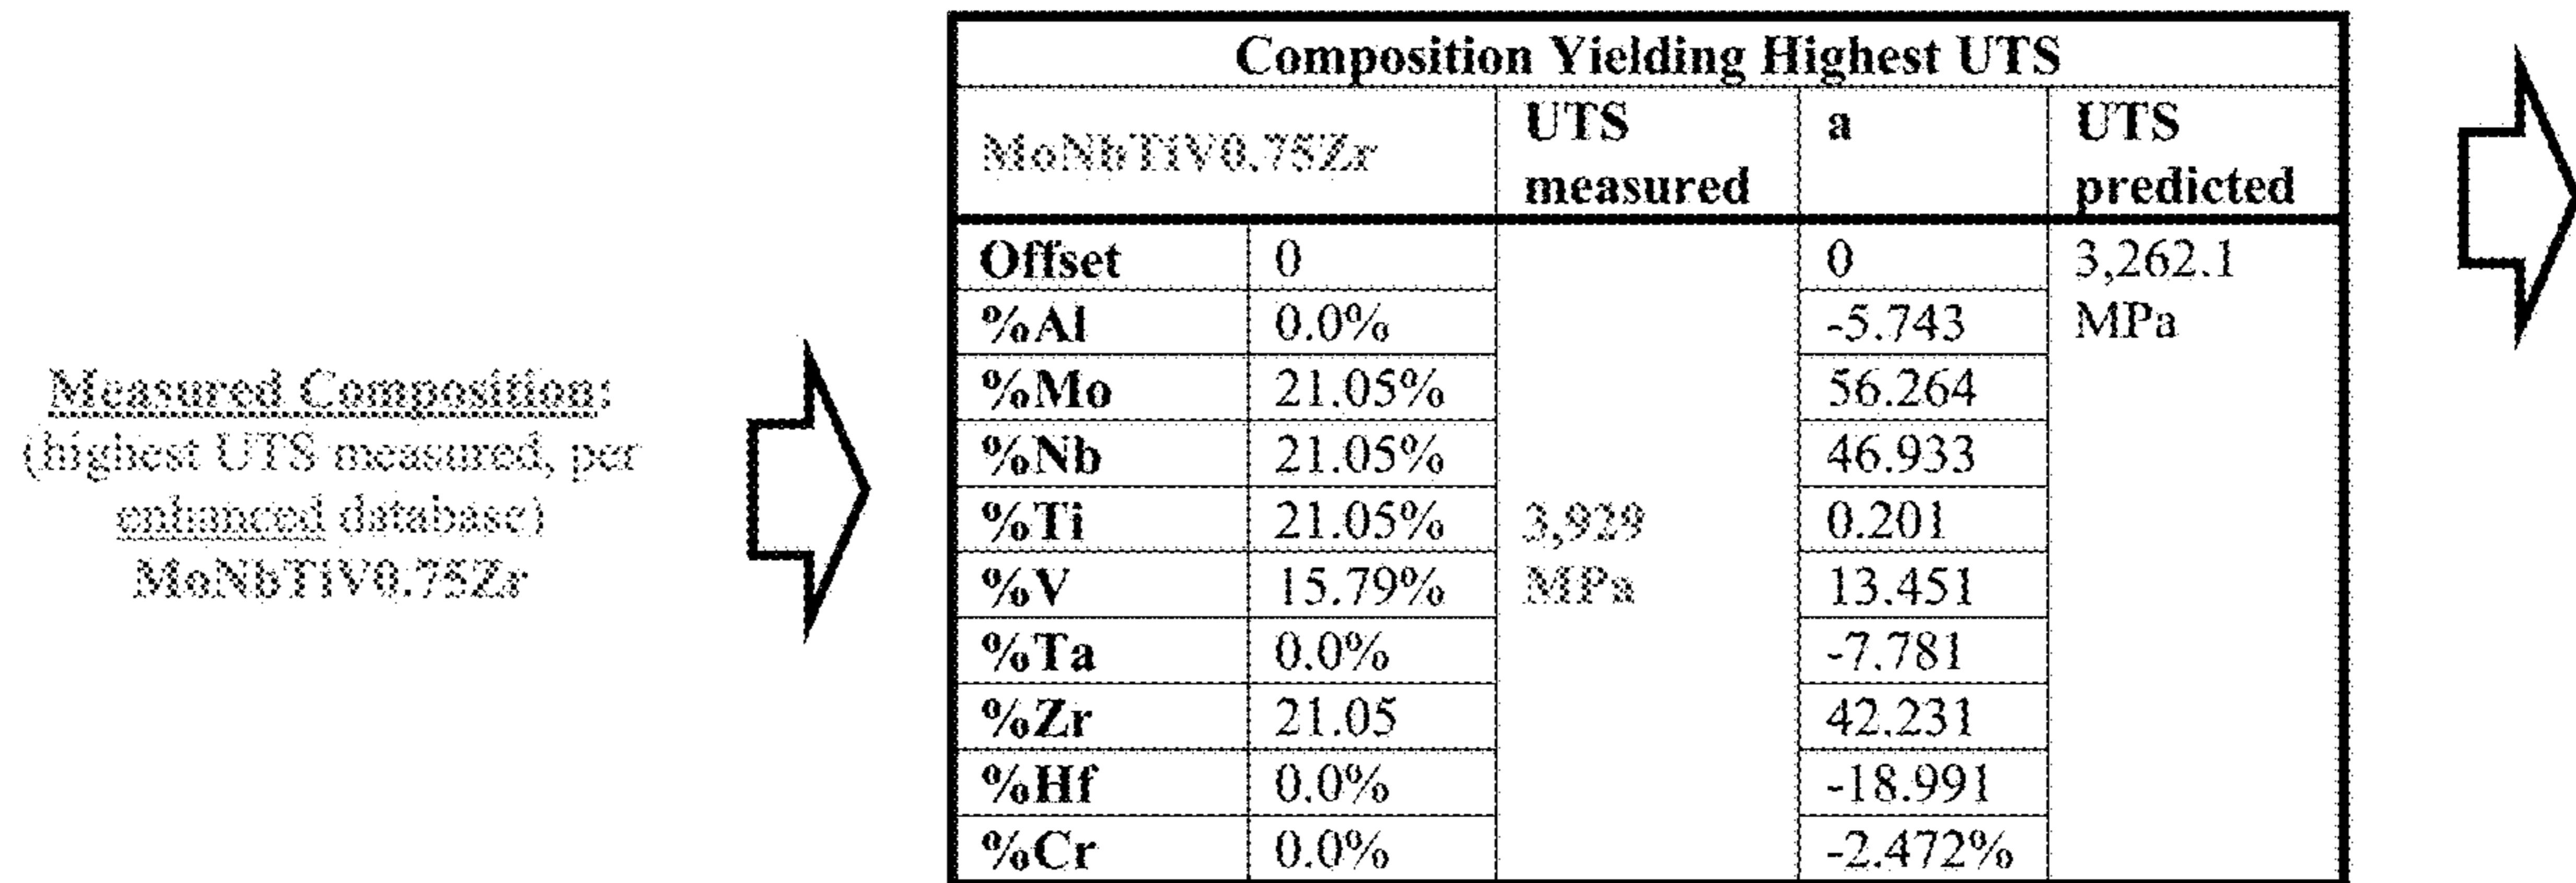 Measured Composition:
(highest UTS measured, per
enhanced database)
MoNbTiV0.75Zr
Composition Yielding Highest UTS
MoNbTiV0.75Zr UTS measured a UTS predicted
Offset 0 0 3,262.1
%Al 0.0% -5.743 MPa
%Mo 21.05% 56.264
%Nb 21.05% 46.933
%Ti 21.05% 3,929 0.201
%V 15.79% MPa 13.451
%Ta 0.0% -7.781
%Zr 21.05 42.231
%Hf 0.0% -18.991
%Cr 0.0% -2.472%